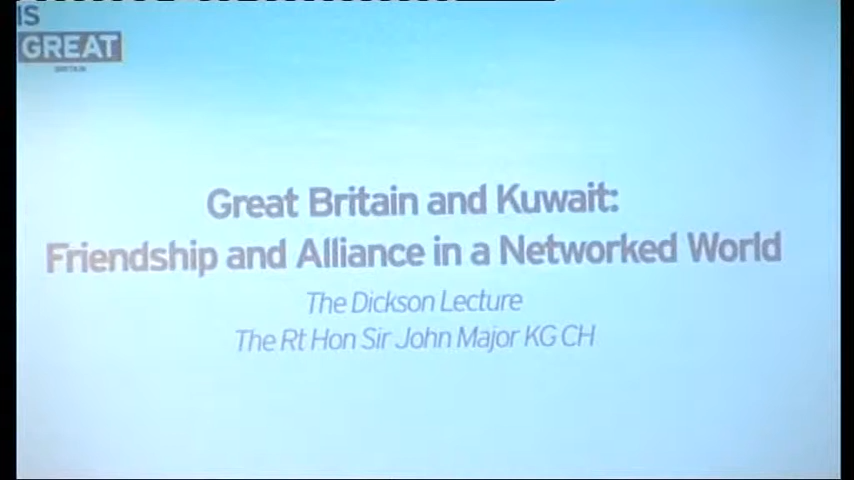 IS
GREAT
BRITAIN
Great Britain and Kuwait:
Friendship and Alliance in a Networked World
The Dickson Lecture
The Rt Hon Sir John Major KG CH